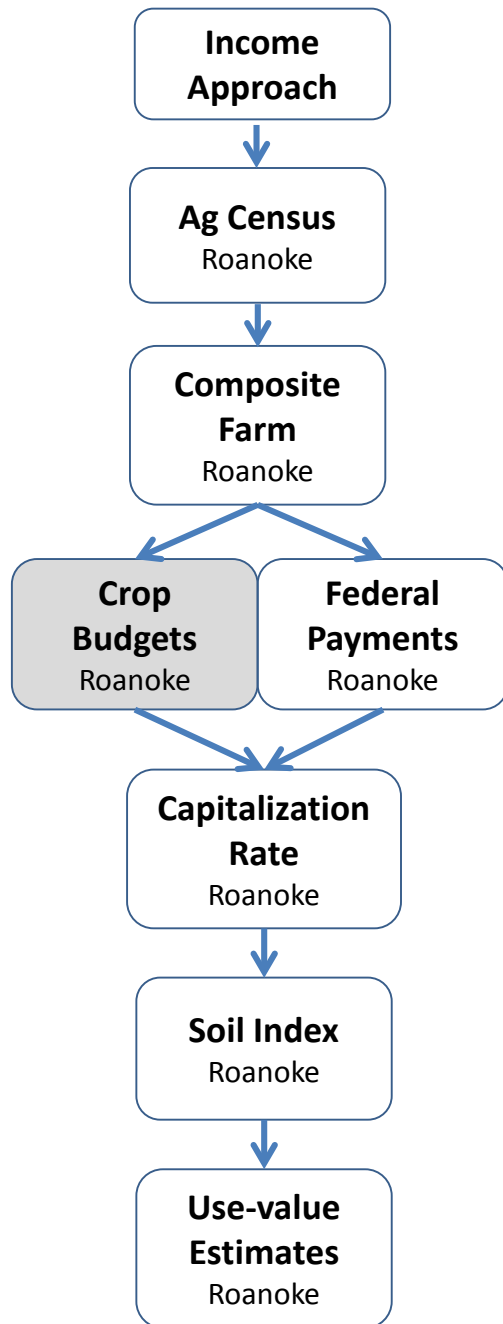 Income
Approach
Ag Census
Roanoke
Composite
Farm
Roanoke
Crop
Budgets
Roanoke
Federal
Payments
Roanoke
Capitalization
Rate
Roanoke
Soil Index
Roanoke
Use-value
Estimates
Roanoke